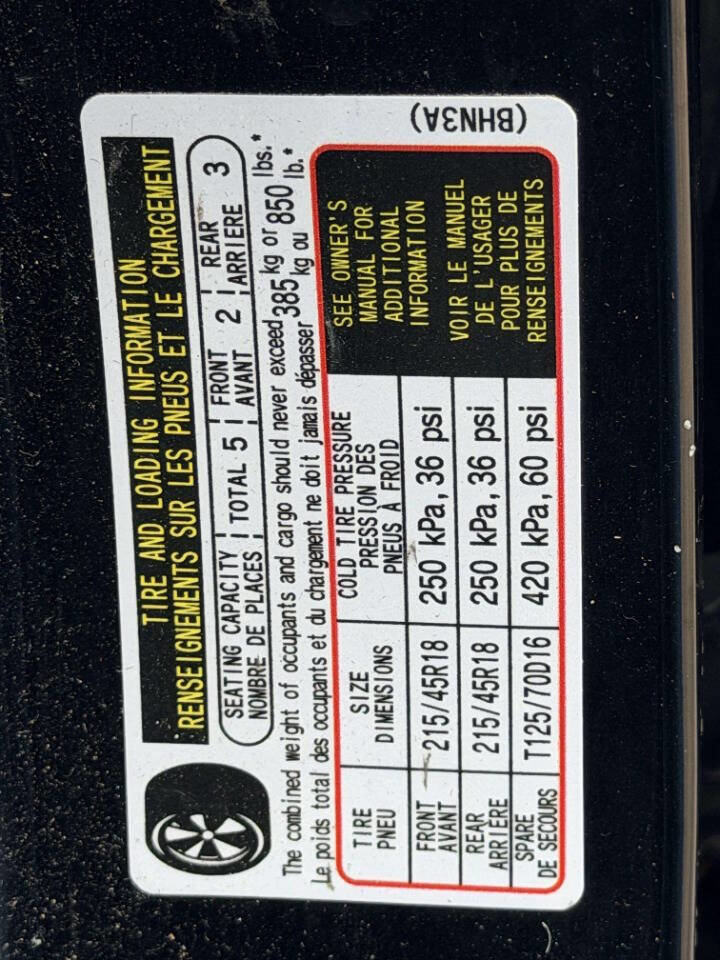 TIRE AND LOADING INFORMATION
RENSEIGNEMENTS SUR LES PNEUS ET LE CHARGEMENT
SEATING CAPACITY TOTAL 5 FRONT 2 REAR 3
NOMBRE DE PLACES AVANT ARRIÈRE
The combined weight of occupants and cargo should never exceed 385 kg or 850 lbs.*
Le poids total des occupants et du chargement ne doit jamais dépasser 385 kg ou 850 lb.*
TIRE SIZE COLD TIRE PRESSURE
PNEU DIMENSIONS PRESSION DES
PNEUS À FROID
FRONT 215/45R18 250 kPa, 36 psi
AVANT
REAR 215/45R18 250 kPa, 36 psi
ARRIÈRE
SPARE T125/70D16 420 kPa, 60 psi
DE SECOURS
SEE OWNER'S
MANUAL FOR
ADDITIONAL
INFORMATION
VOIR LE MANUEL
DE L'USAGER
POUR PLUS DE
RENSEIGNEMENTS
(BHN3A)